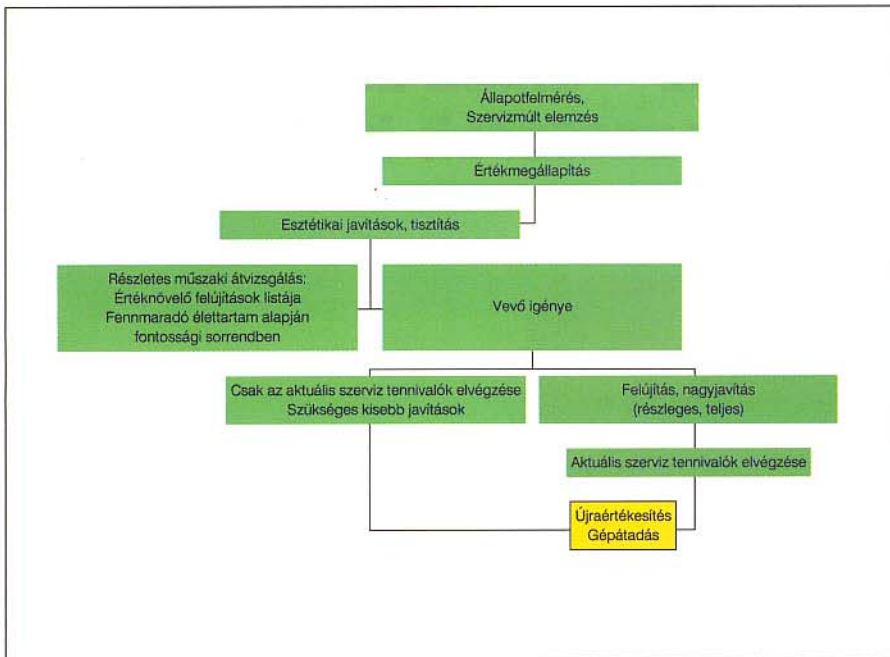 Állapotfelmérés,
Szervizmúlt elemzés
Értékmegállapítás
Esztétikai javítások, tisztítás
Részletes műszaki átvizsgálás:
Értéknövelő felújítások listája
Fennmaradó élettartam alapján
fontossági sorrendben
Vevő igénye
Csak az aktuális szerviz tennivalók elvégzése
Szükséges kisebb javítások
Felújítás, nagyjavítás
(részleges, teljes)
Aktuális szerviz tennivalók elvégzése
Újraértékesítés
Gépátadás